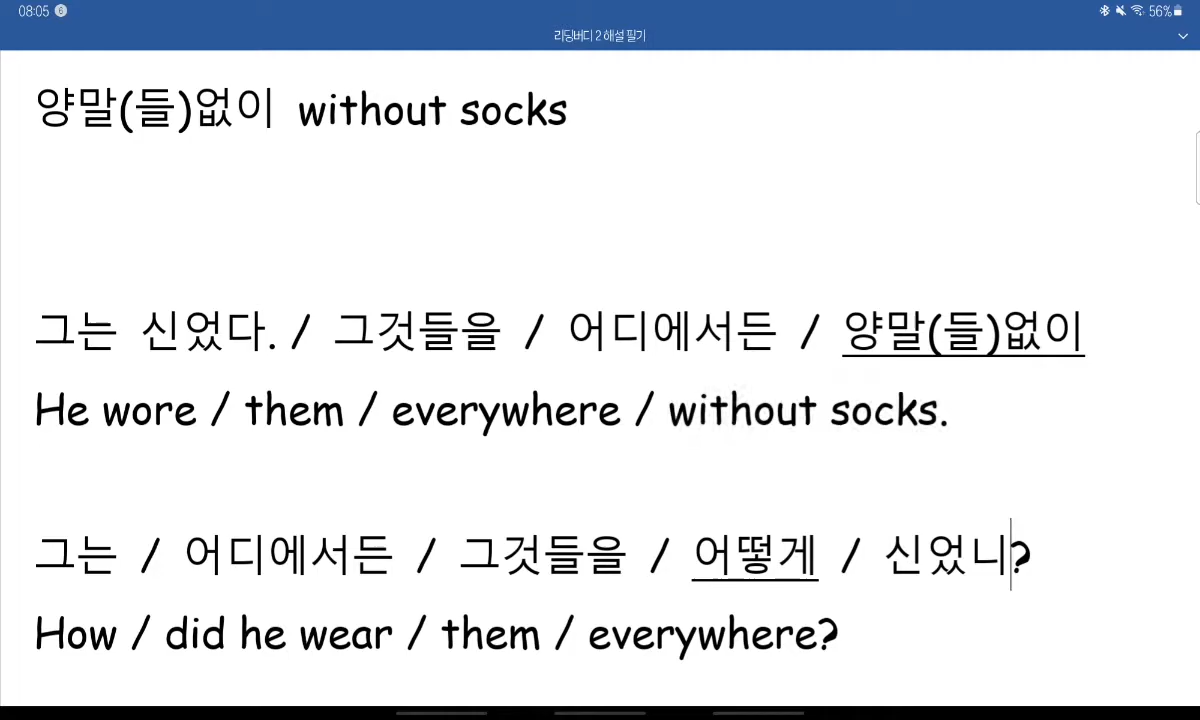 08:05 6 56%
리딩버디 2 해설 필기
양말(들)없이 without socks
그는 신었다. / 그것들을 / 어디에서든 / 양말(들)없이
He wore / them / everywhere / without socks.
그는 / 어디에서든 / 그것들을 / 어떻게 / 신었니?
How / did he wear / them / everywhere?